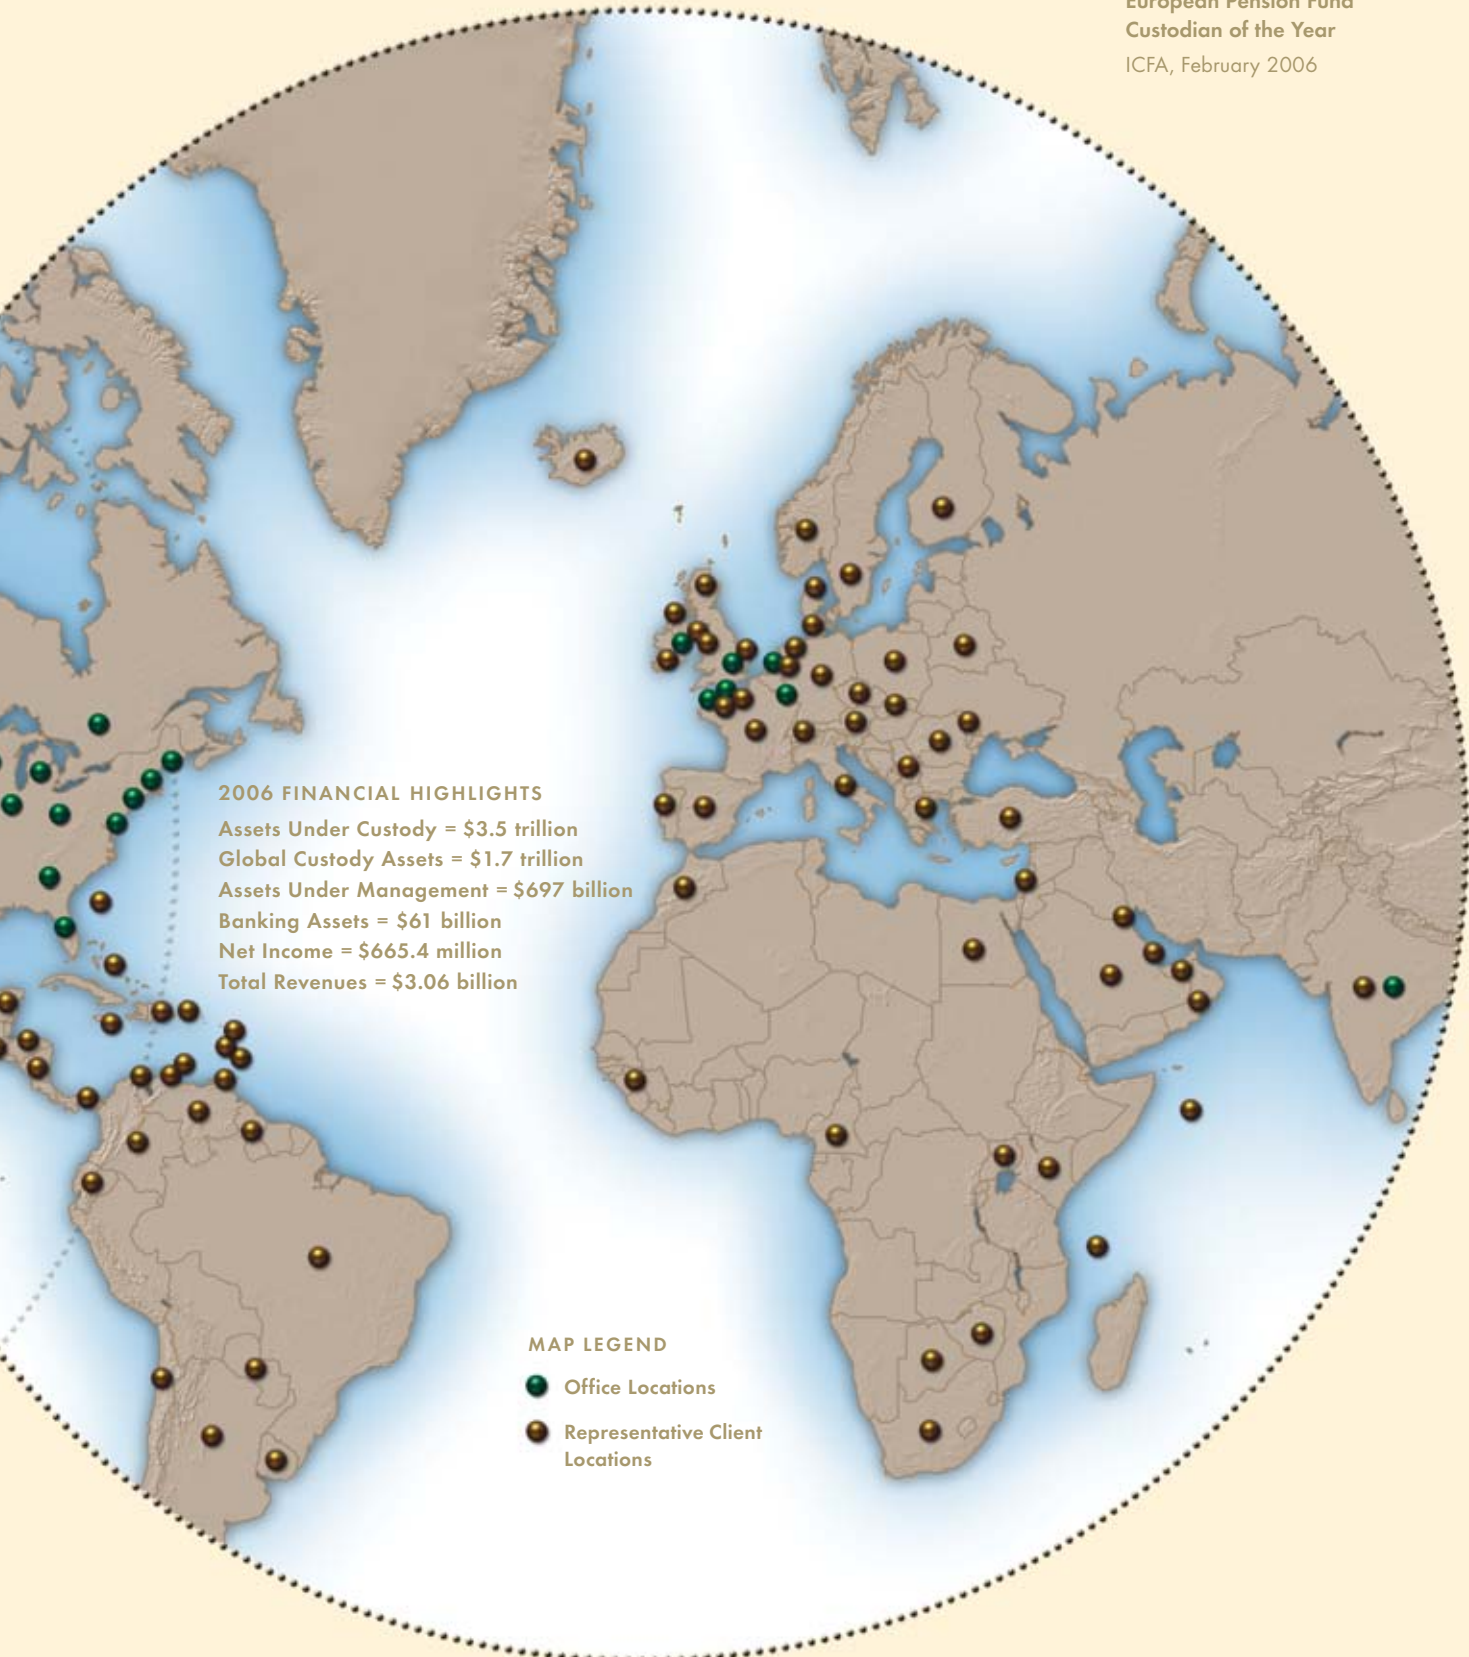 European Pension Fund
Custodian of the Year
ICFA, February 2006
2006 FINANCIAL HIGHLIGHTS
Assets Under Custody = $3.5 trillion
Global Custody Assets = $1.7 trillion
Assets Under Management = $697 billion
Banking Assets = $61 billion
Net Income = $665.4 million
Total Revenues = $3.06 billion
MAP LEGEND
Office Locations
Representative Client
Locations